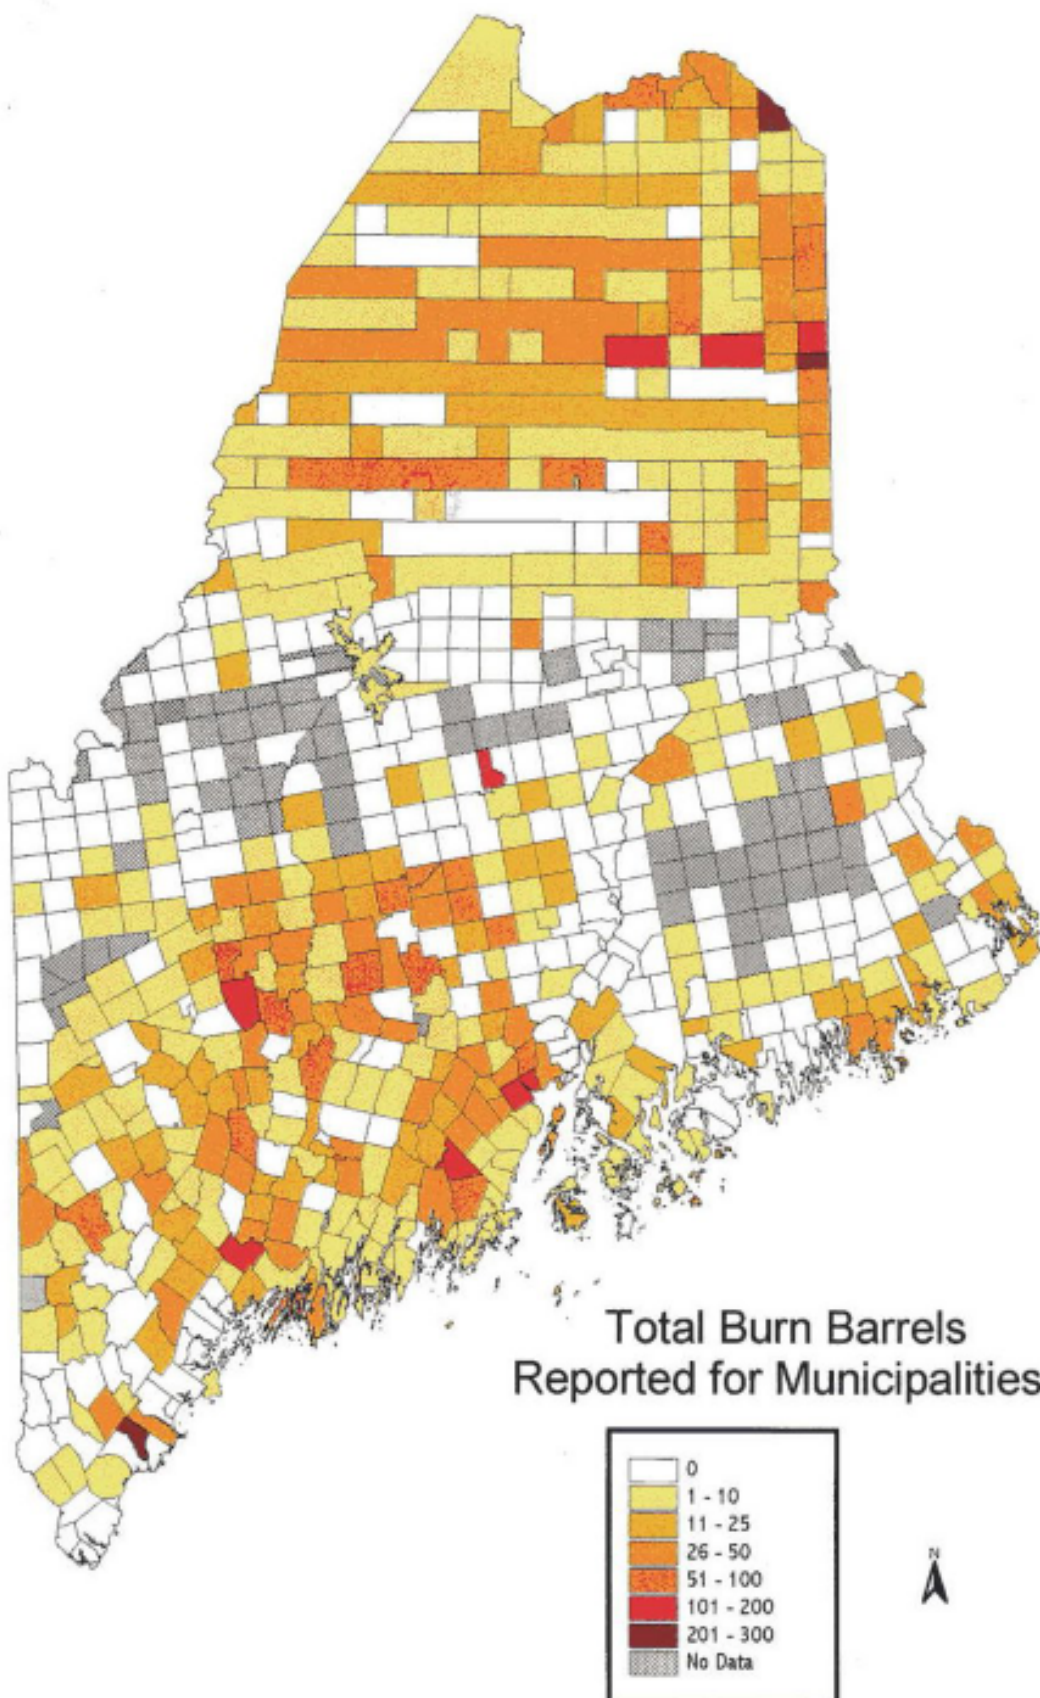 Total Burn Barrels
Reported for Municipalities
0
1 - 10
11 - 25
26 - 50
51 - 100
101 - 200
201 - 300
No Data
N